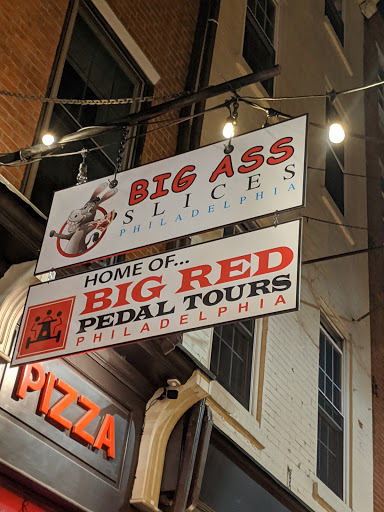 BIG ASS
SLICES
PHILADELPHIA
HOME OF...
BIG RED
PEDAL TOURS
PHILADELPHIA
PIZZA